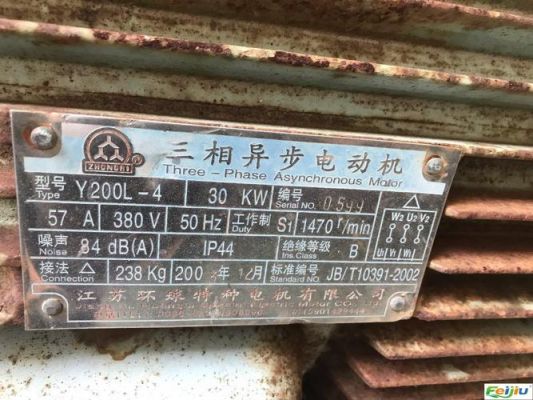 三相异步电动机
Three-Phase Asynchronous Motor
型号 Type Y200L-4 30 KW 编号 Serial NO.
57 A 380 V 50 Hz 工作制 Duty S1 1470 r/min W2 U2 V2
噪声 Noise 84 dB(A) IP44 绝缘等级 Ins.Class B U1 V1 W1
接法 Connection △ 238 Kg 200 年 月 标准编号 Standard NO. JB/T10391-2002
江苏环球特种电机有限公司
Feijiu